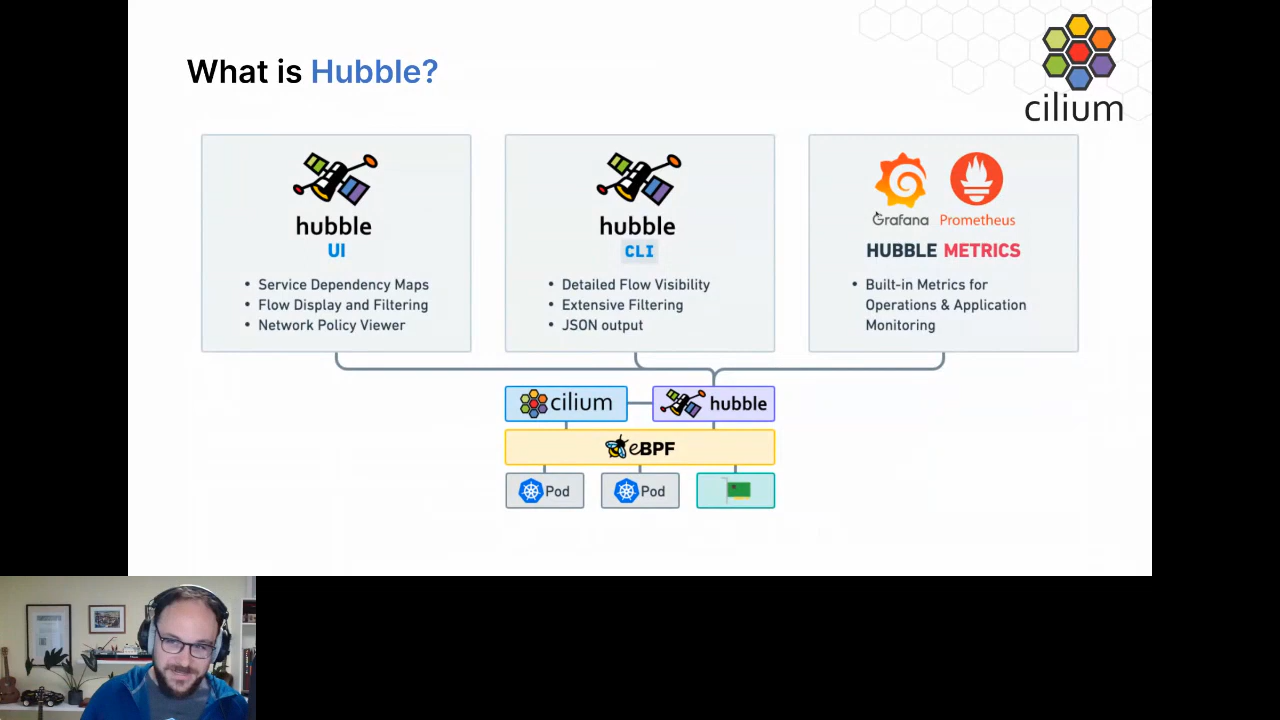 What is Hubble?
cilium
hubble
UI
• Service Dependency Maps
• Flow Display and Filtering
• Network Policy Viewer
hubble
CLI
• Detailed Flow Visibility
• Extensive Filtering
• JSON output
Grafana Prometheus
HUBBLE METRICS
• Built-in Metrics for
Operations & Application
Monitoring
cilium
hubble
eBPF
Pod
Pod